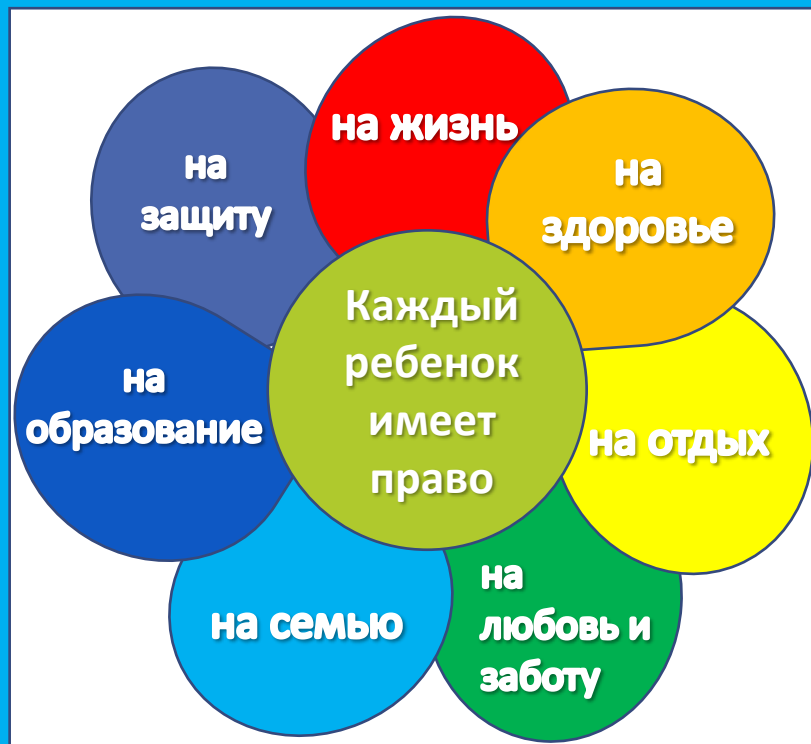 Каждый
ребенок
имеет
право
на жизнь
на
здоровье
на отдых
на
любовь и
заботу
на семью
на
образование
на
защиту